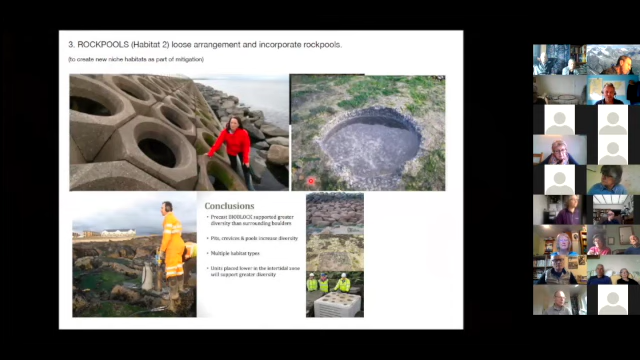 3. ROCKPOOLS (Habitat 2) loose arrangement and incorporate rockpools.
(to create new niche habitats as part of mitigation)
Conclusions
• Precast BIOBLOCK supported greater
diversity than surrounding boulders
• Pits, crevices & pools increase diversity
• Multiple habitat types
• Units placed lower in the intertidal zone
will support greater diversity